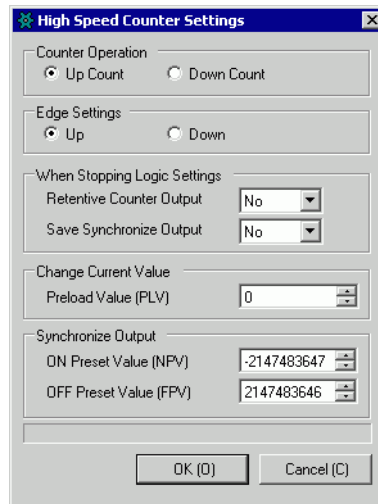 High Speed Counter Settings
Counter Operation
Up Count Down Count
Edge Settings
Up Down
When Stopping Logic Settings
Retentive Counter Output No
Save Synchronize Output No
Change Current Value
Preload Value (PLV) 0
Synchronize Output
ON Preset Value (NPV) -2147483647
OFF Preset Value (FPV) 2147483646
OK (O) Cancel (C)